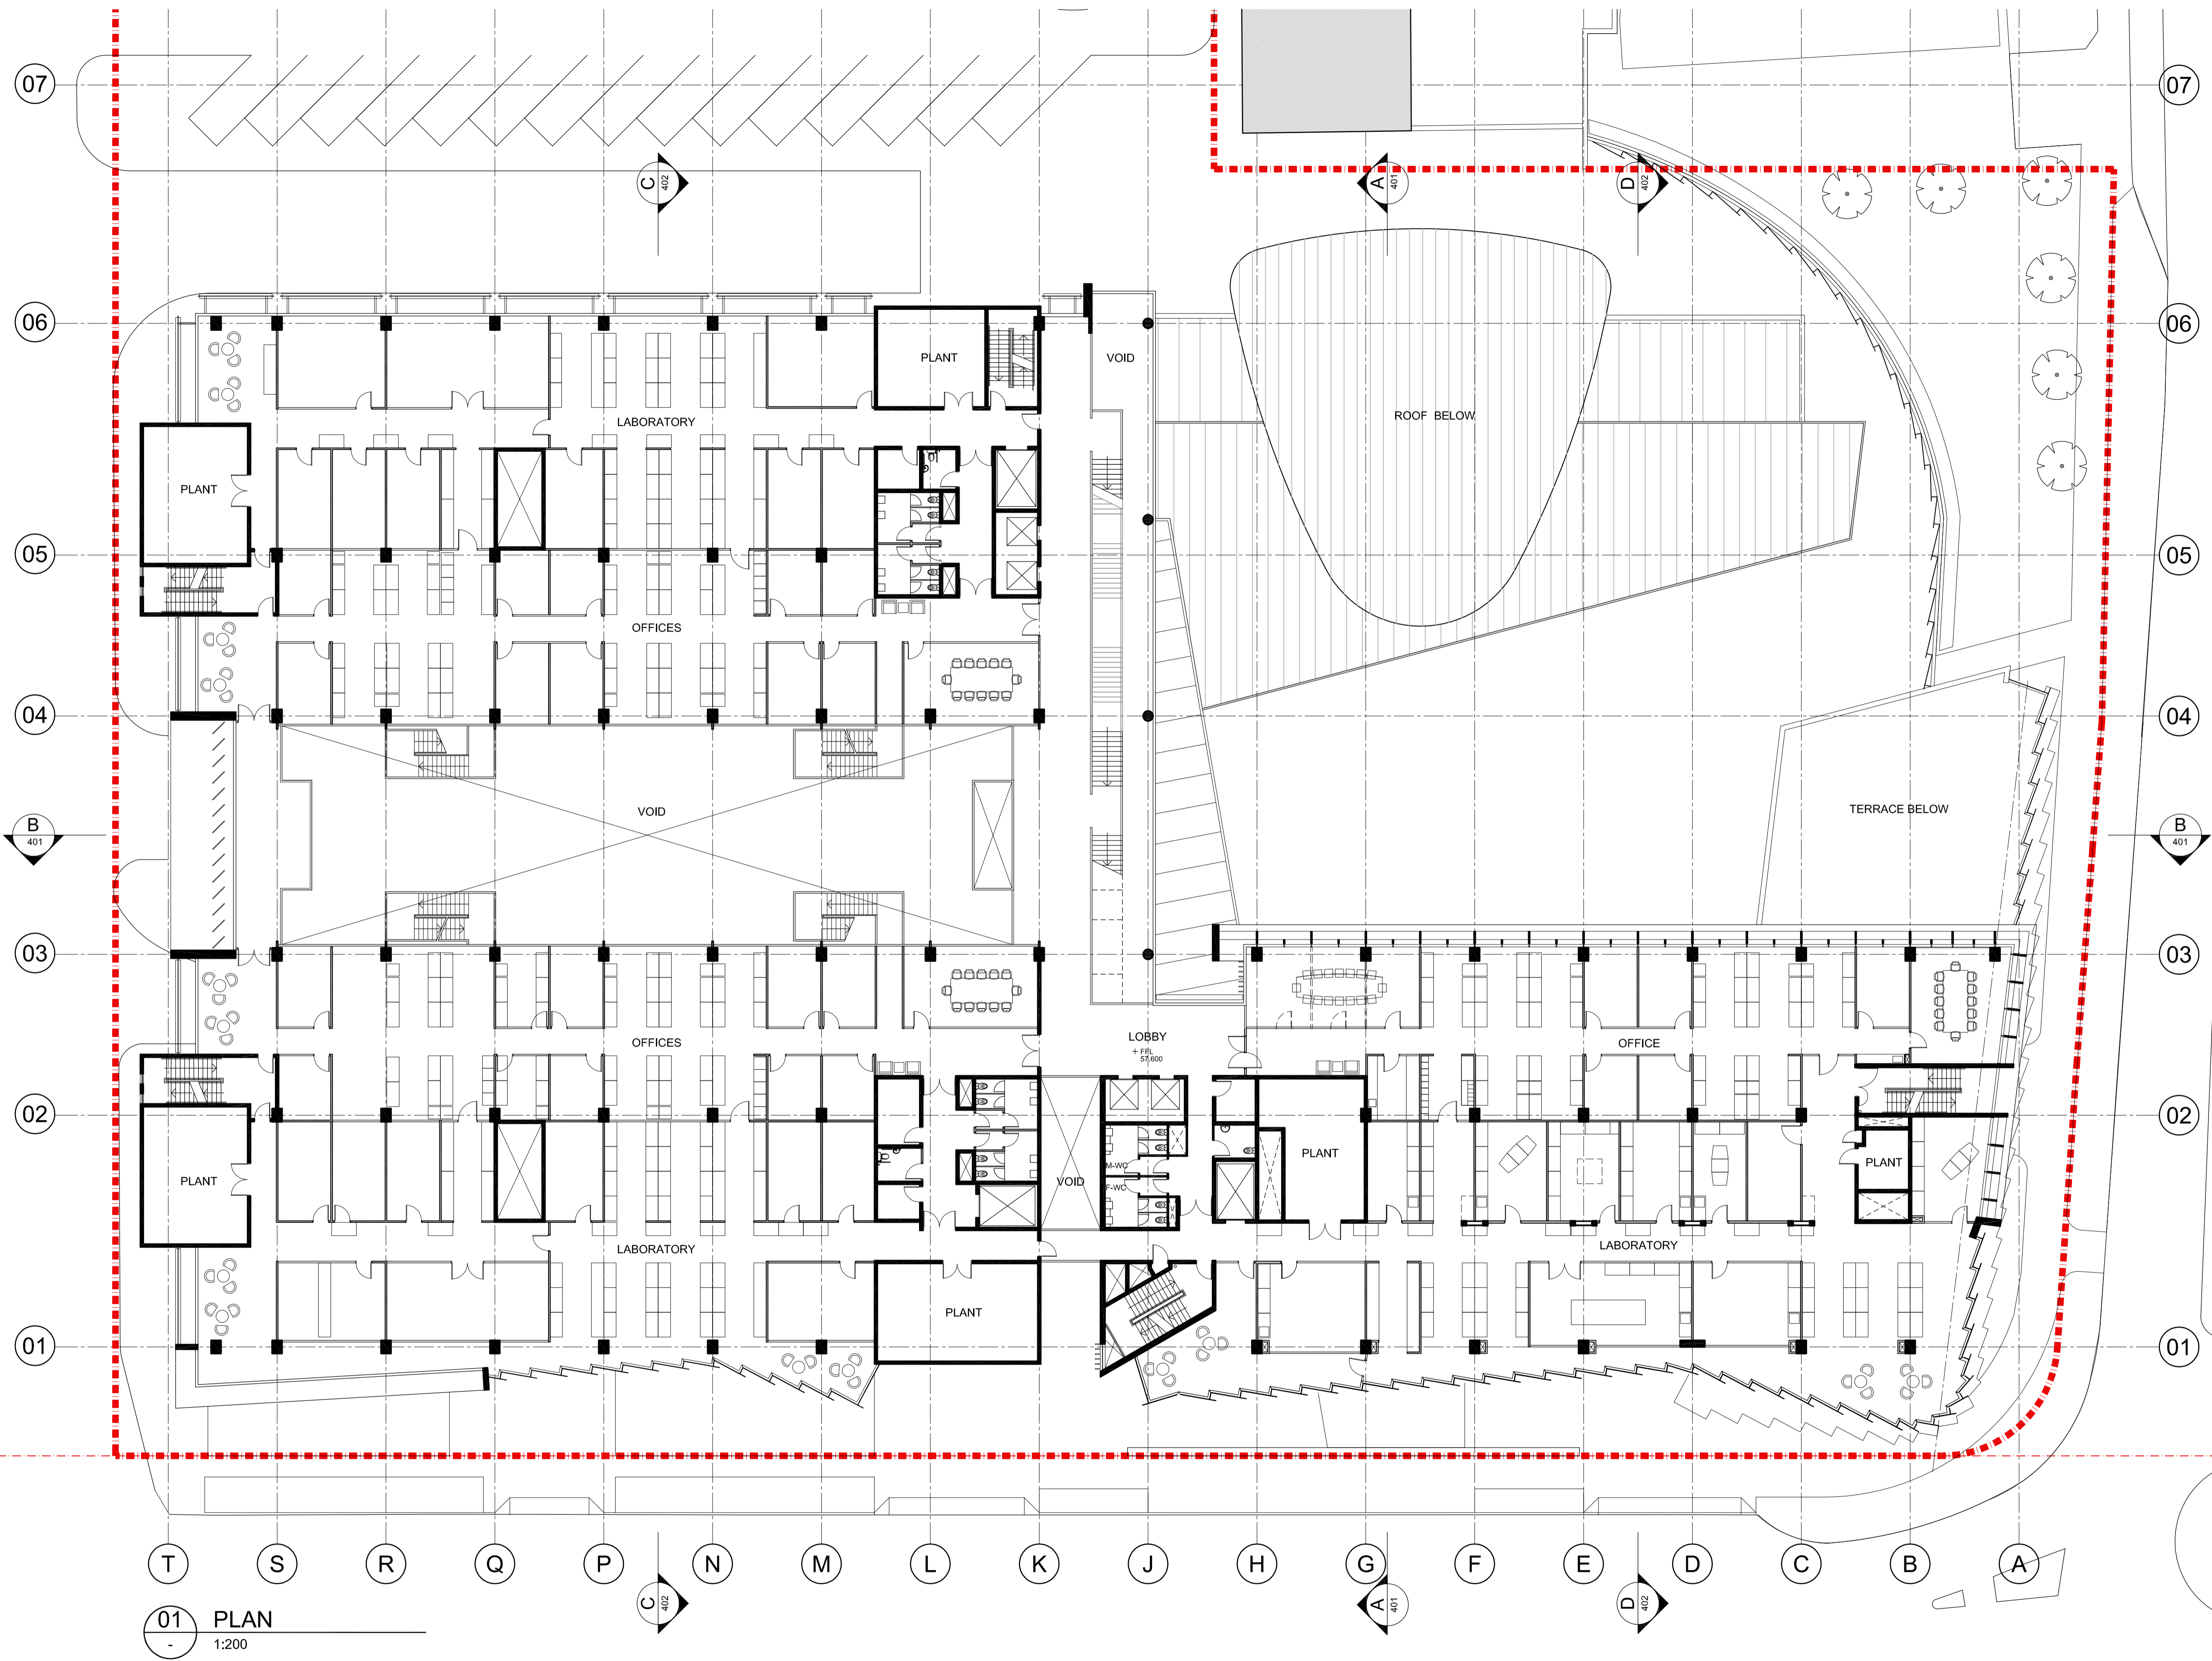 07
07
C
402
A
401
D
402
06
06
PLANT
VOID
LABORATORY
ROOF BELOW
PLANT
05
05
OFFICES
04
04
VOID
TERRACE BELOW
B
401
B
401
03
03
OFFICES
LOBBY
+ FFL
57.600
OFFICE
02
02
PLANT
M-WC
F-WC
VOID
PLANT
PLANT
LABORATORY
LABORATORY
PLANT
01
01
T
S
R
Q
P
N
M
L
K
J
H
G
F
E
D
C
B
A
C
402
A
401
D
402
01
-
PLAN
1:200